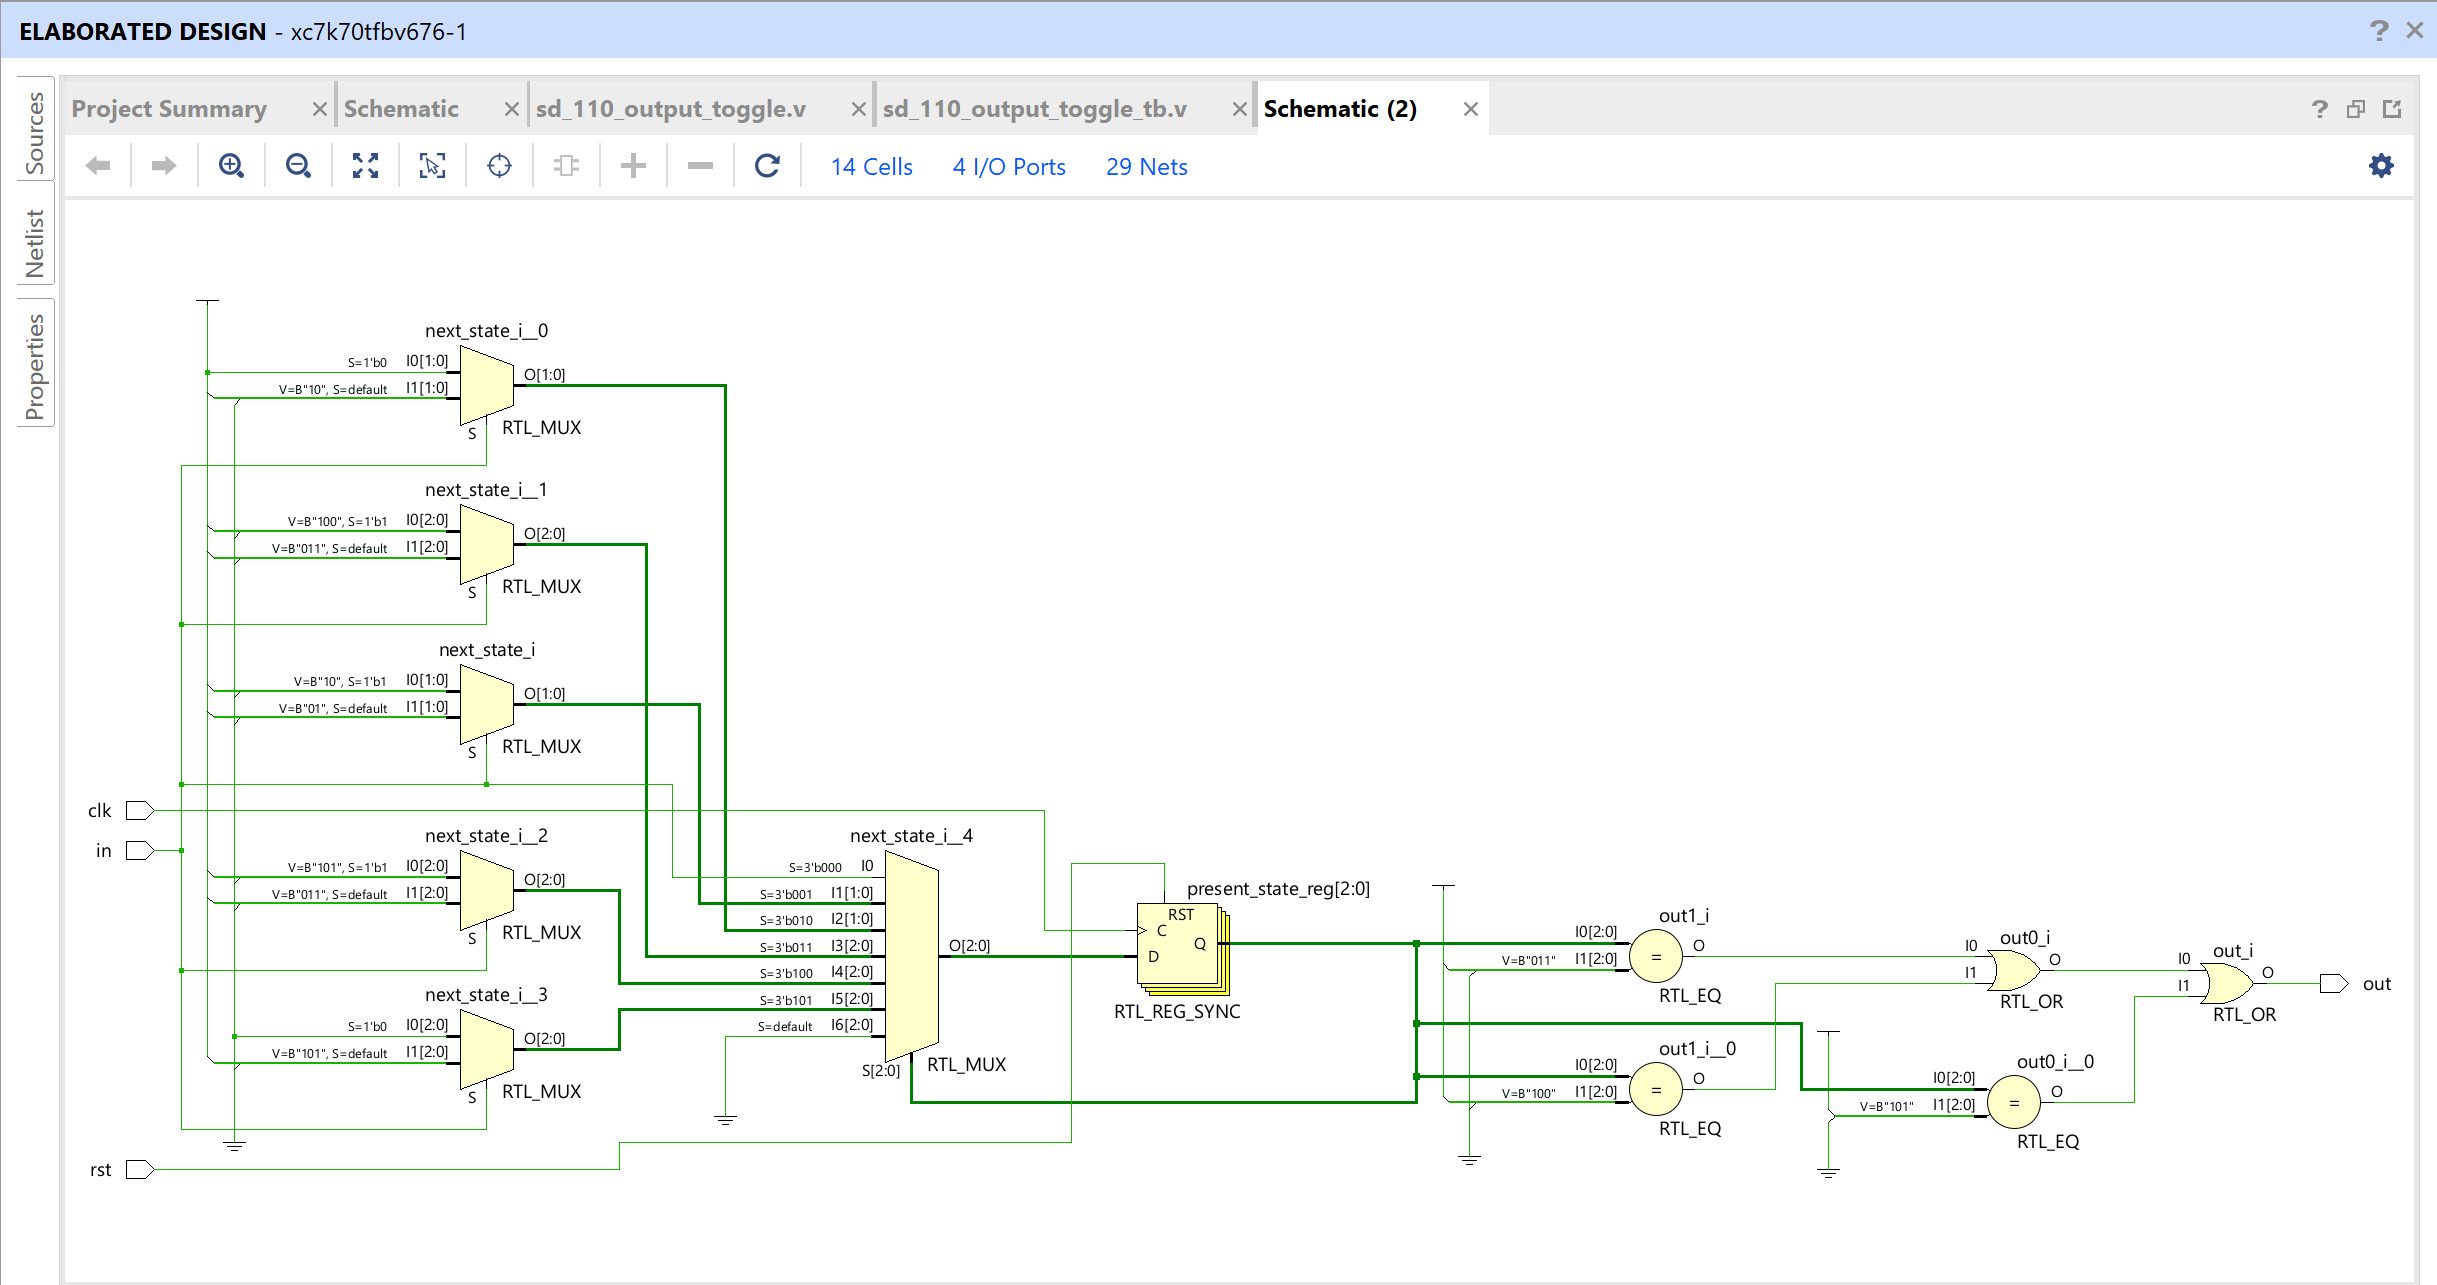 ELABORATED DESIGN - xc7k70tfbv676-1
Sources
Netlist
Properties
Project Summary
Schematic
sd_110_output_toggle.v
sd_110_output_toggle_tb.v
Schematic (2)
14 Cells
4 I/O Ports
29 Nets
next_state_i__0
S=1'b0 I0[1:0]
V=B"10", S=default I1[1:0]
O[1:0]
S
RTL_MUX
next_state_i__1
V=B"100", S=1'b1 I0[2:0]
V=B"011", S=default I1[2:0]
O[2:0]
S
RTL_MUX
next_state_i
V=B"10", S=1'b1 I0[1:0]
V=B"01", S=default I1[1:0]
O[1:0]
S
RTL_MUX
clk
in
next_state_i__2
V=B"101", S=1'b1 I0[2:0]
V=B"011", S=default I1[2:0]
O[2:0]
S
RTL_MUX
next_state_i__3
S=1'b0 I0[2:0]
V=B"101", S=default I1[2:0]
O[2:0]
S
RTL_MUX
rst
next_state_i__4
S=3'b000 I0
S=3'b001 I1[1:0]
S=3'b010 I2[1:0]
S=3'b011 I3[2:0]
S=3'b100 I4[2:0]
S=3'b101 I5[2:0]
S=default I6[2:0]
O[2:0]
S[2:0]
RTL_MUX
present_state_reg[2:0]
RST
C
Q
D
RTL_REG_SYNC
out1_i
I0[2:0]
V=B"011" I1[2:0]
=
O
RTL_EQ
out1_i__0
I0[2:0]
V=B"100" I1[2:0]
=
O
RTL_EQ
out0_i
I0
I1
O
RTL_OR
out0_i__0
I0[2:0]
V=B"101" I1[2:0]
=
O
RTL_EQ
out_i
I0
I1
O
RTL_OR
out